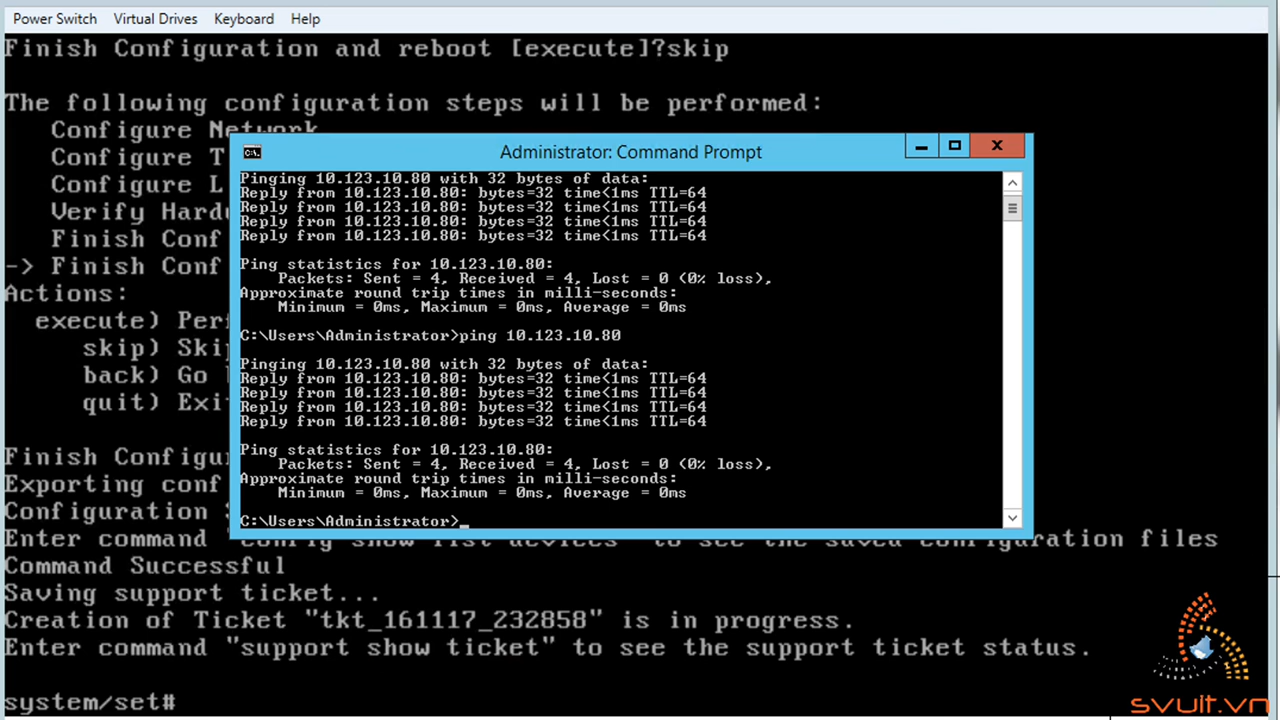 Power Switch Virtual Drives Keyboard Help
Finish Configuration and reboot [execute]?skip
The following configuration steps will be performed:
Configure Network
Configure T
Configure L
Verify Hard
Finish Conf
-> Finish Conf
Actions:
execute) Per
skip) Ski
back) Go
quit) Exi
Finish Configu
Exporting conf
Configuration
Enter command "config show list devices" to see the saved configuration files
Command Successful
Saving support ticket...
Creation of Ticket "tkt_161117_232858" is in progress.
Enter command "support show ticket" to see the support ticket status.
system/set#
Administrator: Command Prompt
Pinging 10.123.10.80 with 32 bytes of data:
Reply from 10.123.10.80: bytes=32 time<1ms TTL=64
Reply from 10.123.10.80: bytes=32 time<1ms TTL=64
Reply from 10.123.10.80: bytes=32 time<1ms TTL=64
Reply from 10.123.10.80: bytes=32 time<1ms TTL=64
Ping statistics for 10.123.10.80:
Packets: Sent = 4, Received = 4, Lost = 0 (0% loss),
Approximate round trip times in milli-seconds:
Minimum = 0ms, Maximum = 0ms, Average = 0ms
C:\Users\Administrator>ping 10.123.10.80
Pinging 10.123.10.80 with 32 bytes of data:
Reply from 10.123.10.80: bytes=32 time<1ms TTL=64
Reply from 10.123.10.80: bytes=32 time<1ms TTL=64
Reply from 10.123.10.80: bytes=32 time<1ms TTL=64
Reply from 10.123.10.80: bytes=32 time<1ms TTL=64
Ping statistics for 10.123.10.80:
Packets: Sent = 4, Received = 4, Lost = 0 (0% loss),
Approximate round trip times in milli-seconds:
Minimum = 0ms, Maximum = 0ms, Average = 0ms
C:\Users\Administrator>_
svuit.vn